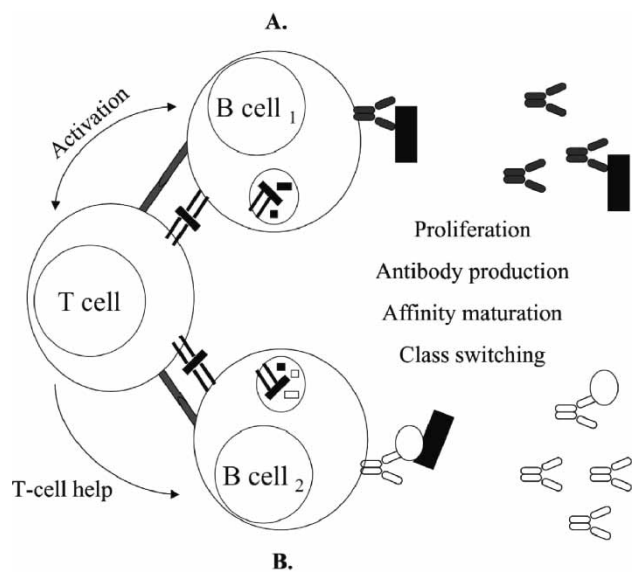 A.
Activation
B cell 1
T cell
Proliferation
Antibody production
Affinity maturation
Class switching
T-cell help
B cell 2
B.